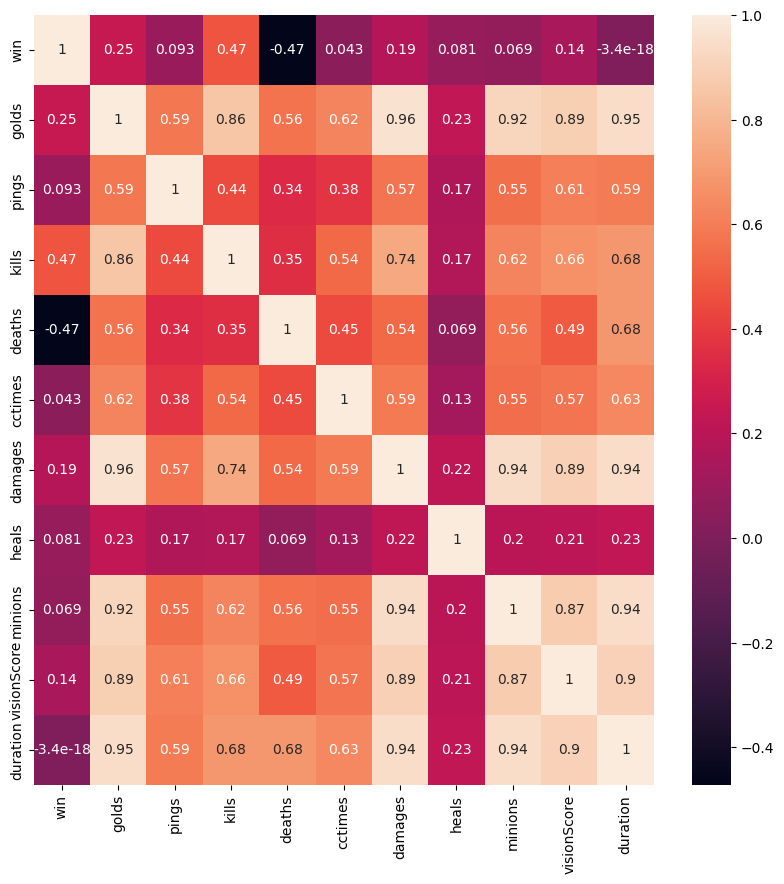 win 1 0.25 0.093 0.47 -0.47 0.043 0.19 0.081 0.069 0.14 -3.4e-18
golds 0.25 1 0.59 0.86 0.56 0.62 0.96 0.23 0.92 0.89 0.95
pings 0.093 0.59 1 0.44 0.34 0.38 0.57 0.17 0.55 0.61 0.59
kills 0.47 0.86 0.44 1 0.35 0.54 0.74 0.17 0.62 0.66 0.68
deaths -0.47 0.56 0.34 0.35 1 0.45 0.54 0.069 0.56 0.49 0.68
cctimes 0.043 0.62 0.38 0.54 0.45 1 0.59 0.13 0.55 0.57 0.63
damages 0.19 0.96 0.57 0.74 0.54 0.59 1 0.22 0.94 0.89 0.94
heals 0.081 0.23 0.17 0.17 0.069 0.13 0.22 1 0.2 0.21 0.23
minions 0.069 0.92 0.55 0.62 0.56 0.55 0.94 0.2 1 0.87 0.94
visionScore 0.14 0.89 0.61 0.66 0.49 0.57 0.89 0.21 0.87 1 0.9
duration -3.4e-18 0.95 0.59 0.68 0.68 0.63 0.94 0.23 0.94 0.9 1
win golds pings kills deaths cctimes damages heals minions visionScore duration
1.0
0.8
0.6
0.4
0.2
0.0
−0.2
−0.4